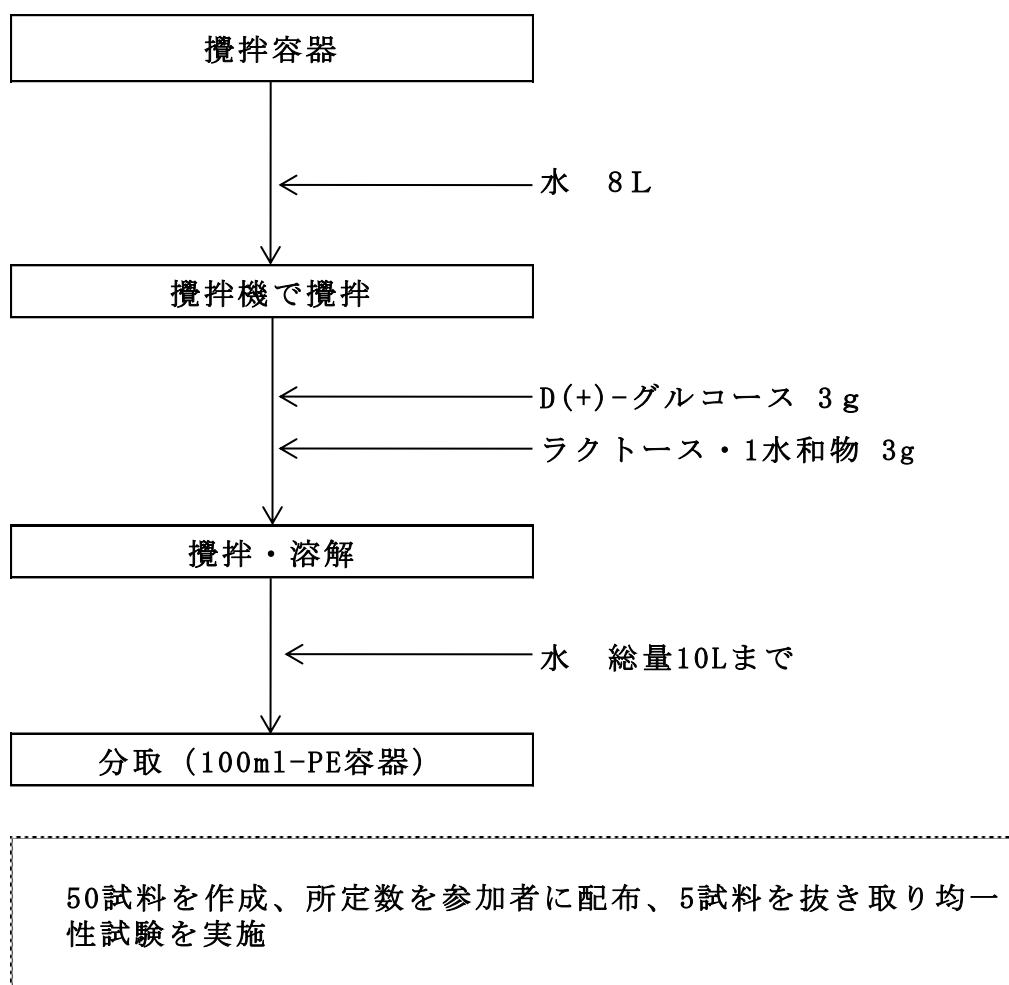 攪拌容器
水　８Ｌ
攪拌機で攪拌
D(+)-グルコース 3ｇ
ラクトース・1水和物 3g
攪拌・溶解
水　総量10Lまで
分取（100ml-PE容器）
50試料を作成、所定数を参加者に配布、5試料を抜き取り均一
性試験を実施